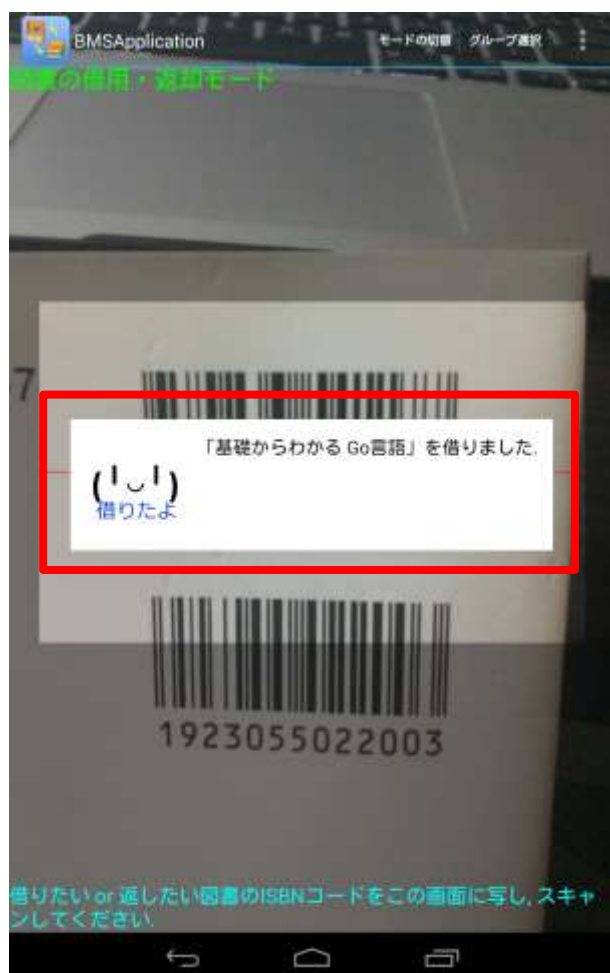 BMSApplication
モードの切替 グループ選択
図書の借用・返却モード
7
「基礎からわかる Go言語」を借りました.
(╹◡╹)
借りたよ
1923055022003
借りたい or 返したい図書のISBNコードをこの画面に写し, スキャ
ンしてください.